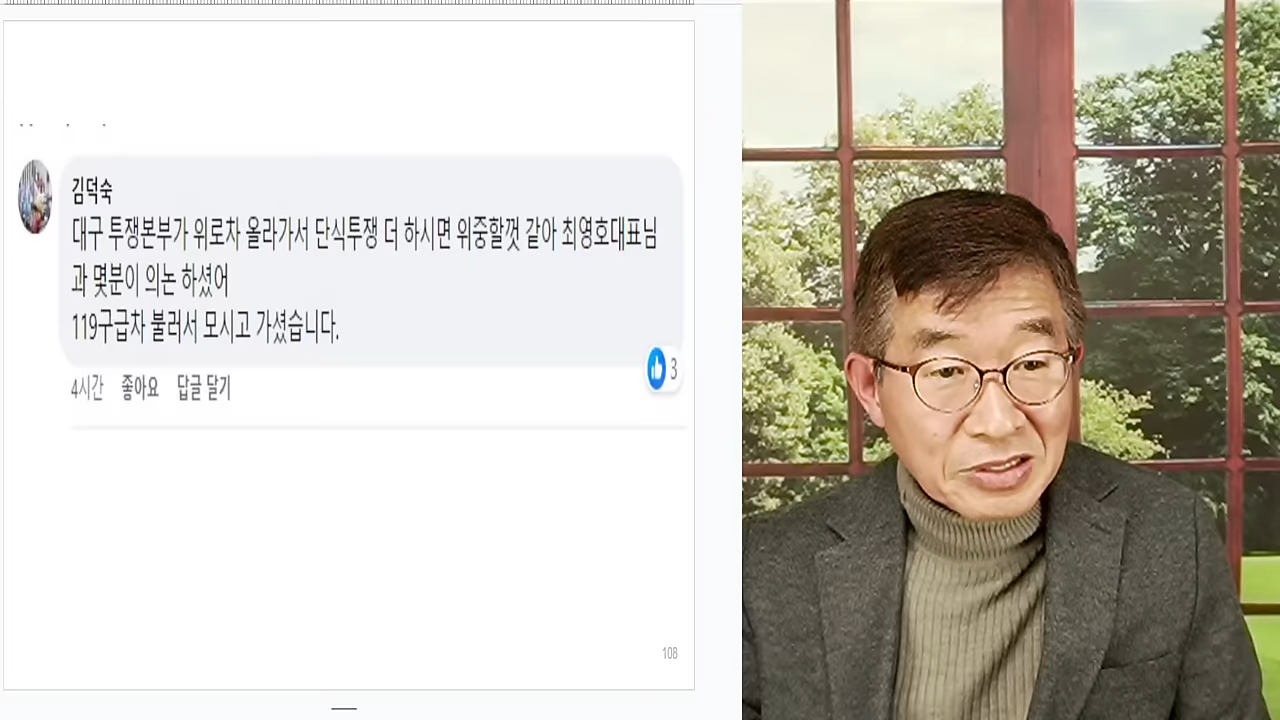 김덕숙
대구 투쟁본부가 위로차 올라가서 단식투쟁 더 하시면 위중할껏 같아 최영호대표님
과 몇분이 의논 하셨어
119구급차 불러서 모시고 가셨습니다.
4시간 좋아요 답글 달기
3
108